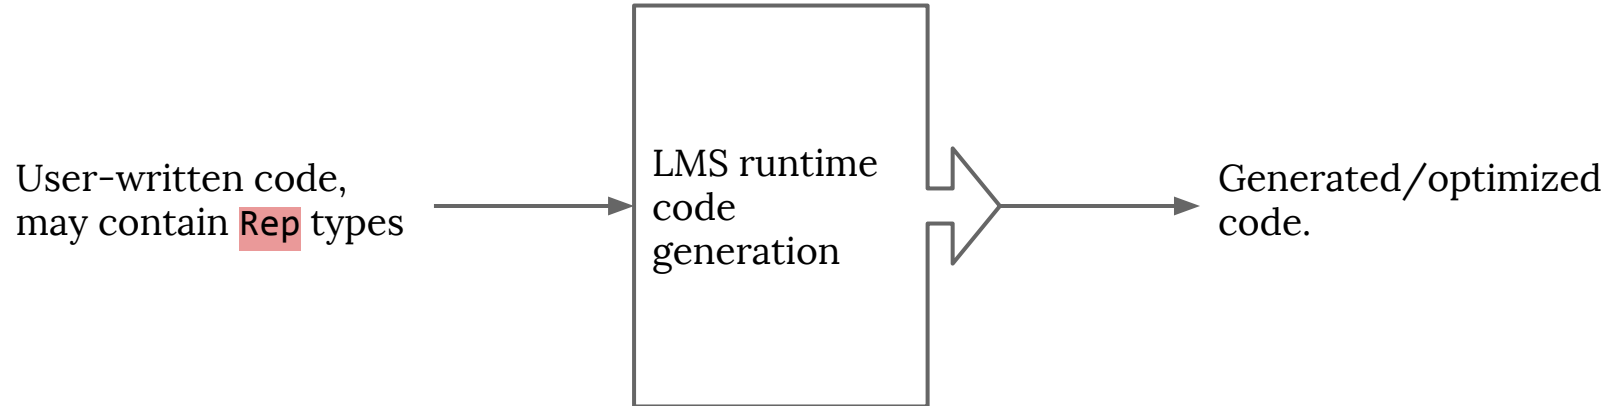 User-written code,
may contain Rep types
LMS runtime
code
generation
Generated/optimized
code.